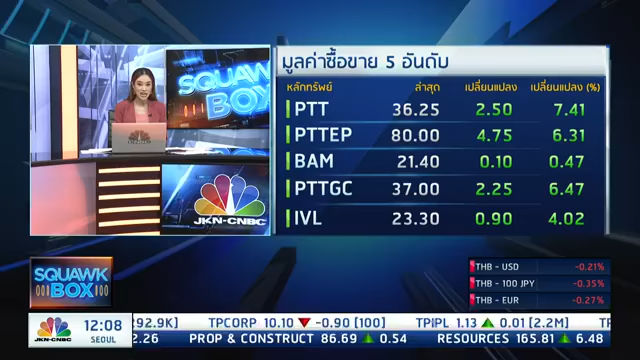 SQUAWK
BOX
JKN-CNBC
มูลค่าซื้อขาย 5 อันดับ
หลักทรัพย์ ล่าสุด เปลี่ยนแปลง เปลี่ยนแปลง (%)
PTT 36.25 2.50 7.41
PTTEP 80.00 4.75 6.31
BAM 21.40 0.10 0.47
PTTGC 37.00 2.25 6.47
IVL 23.30 0.90 4.02
THB - USD -0.21%
THB - 100 JPY -0.35%
THB - EUR -0.27%
SQUAWK
BOX
JKN-CNBC
12:08
SEOUL
292.9K] TPCORP 10.10 ▼ -0.90 [100] TPIPL 1.13 ▲ 0.01 [2.2M]
2.26 PROP & CONSTRUCT 86.69 ▲ 0.54 RESOURCES 165.81 ▲ 6.48